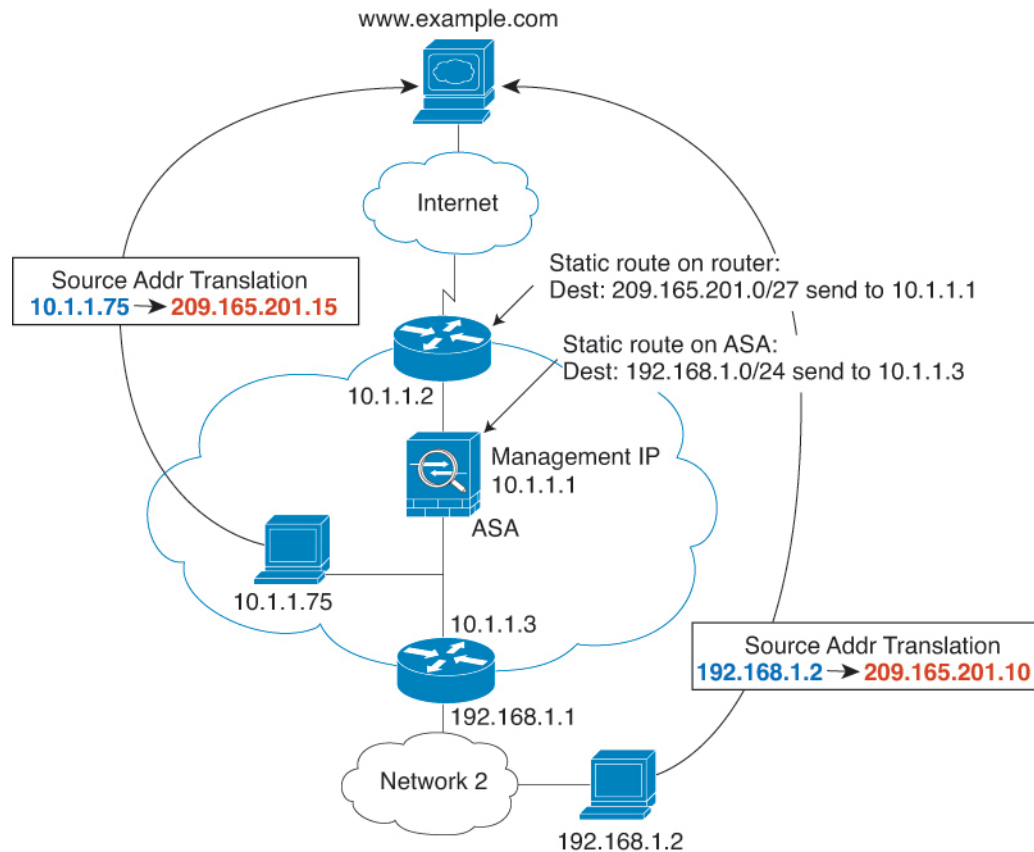 www.example.com
Internet
Source Addr Translation
10.1.1.75 209.165.201.15
Static route on router:
Dest: 209.165.201.0/27 send to 10.1.1.1
Static route on ASA:
Dest: 192.168.1.0/24 send to 10.1.1.3
10.1.1.2
Management IP
10.1.1.1
ASA
10.1.1.75
10.1.1.3
Source Addr Translation
192.168.1.2 209.165.201.10
192.168.1.1
Network 2
192.168.1.2